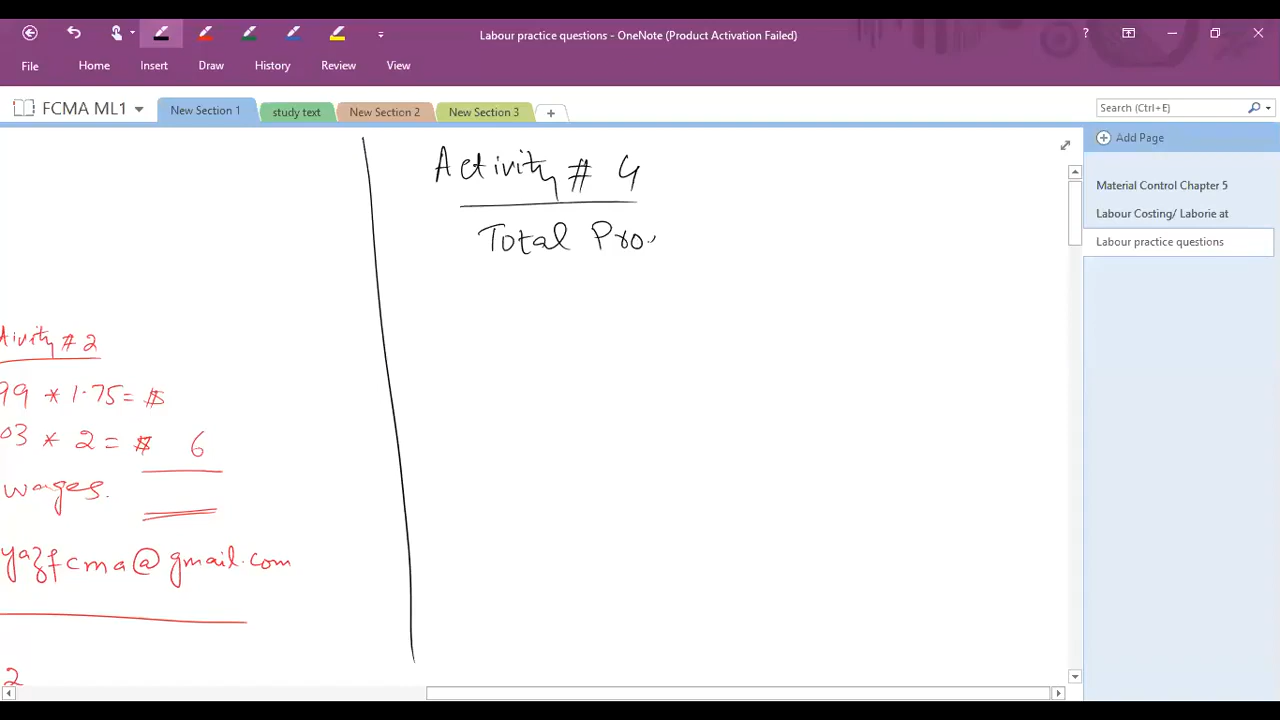 Labour practice questions - OneNote (Product Activation Failed)
?
File Home Insert Draw History Review View
FCMA ML1 New Section 1 study text New Section 2 New Section 3 +
Search (Ctrl+E)
Add Page
Material Control Chapter 5
Labour Costing/ Laborie at
Labour practice questions
Activity # 4
Total Pro
tivity # 2
99 * 1.75 = $
03 * 2 = $ 6
wages.
yazfcma@gmail.com
2